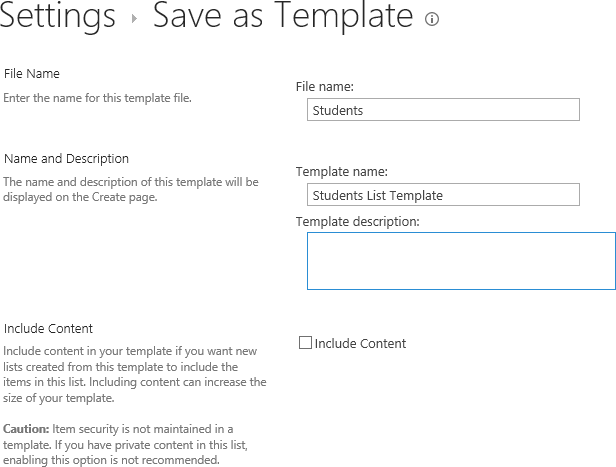 Settings ▸ Save as Template
File Name
Enter the name for this template file.
File name:
Students
Name and Description
The name and description of this template will be
displayed on the Create page.
Template name:
Students List Template
Template description:
Include Content
Include content in your template if you want new
lists created from this template to include the
items in this list. Including content can increase the
size of your template.
Caution: Item security is not maintained in a
template. If you have private content in this list,
enabling this option is not recommended.
Include Content